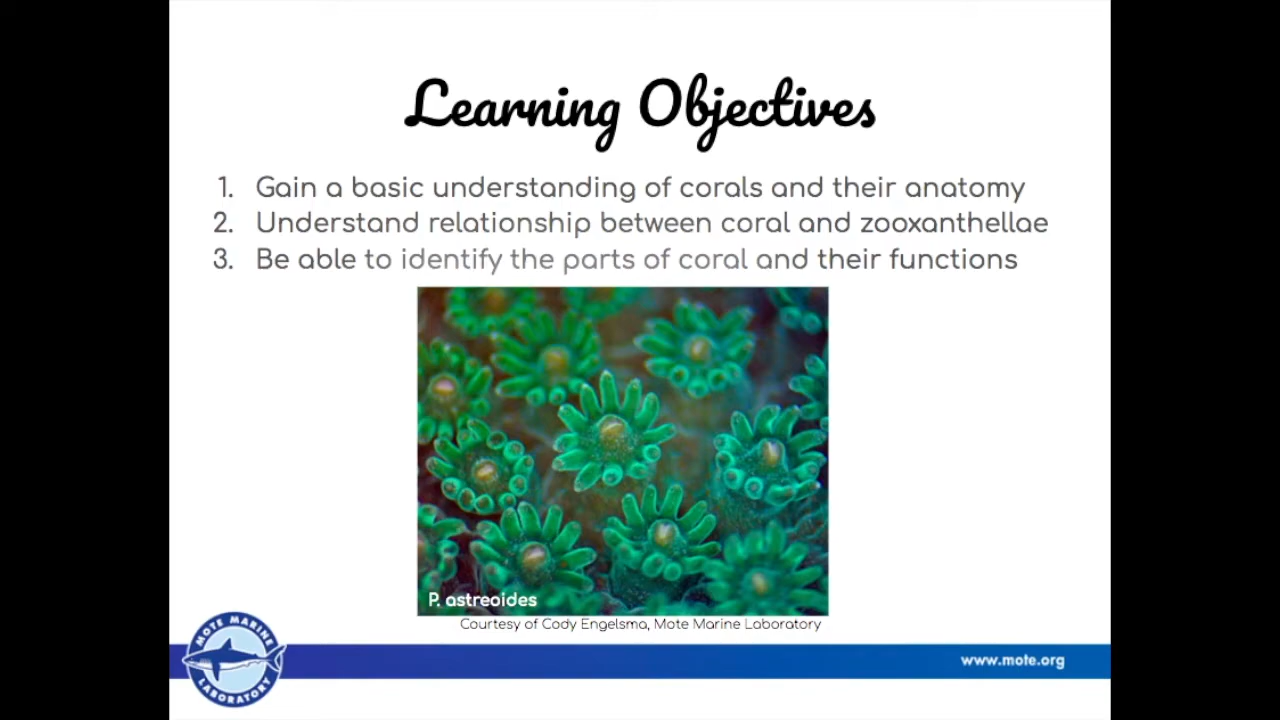 Learning Objectives
1. Gain a basic understanding of corals and their anatomy
2. Understand relationship between coral and zooxanthellae
3. Be able to identify the parts of coral and their functions
P. astreoides
Courtesy of Cody Engelsma, Mote Marine Laboratory
MOTE MARINE
LABORATORY
www.mote.org